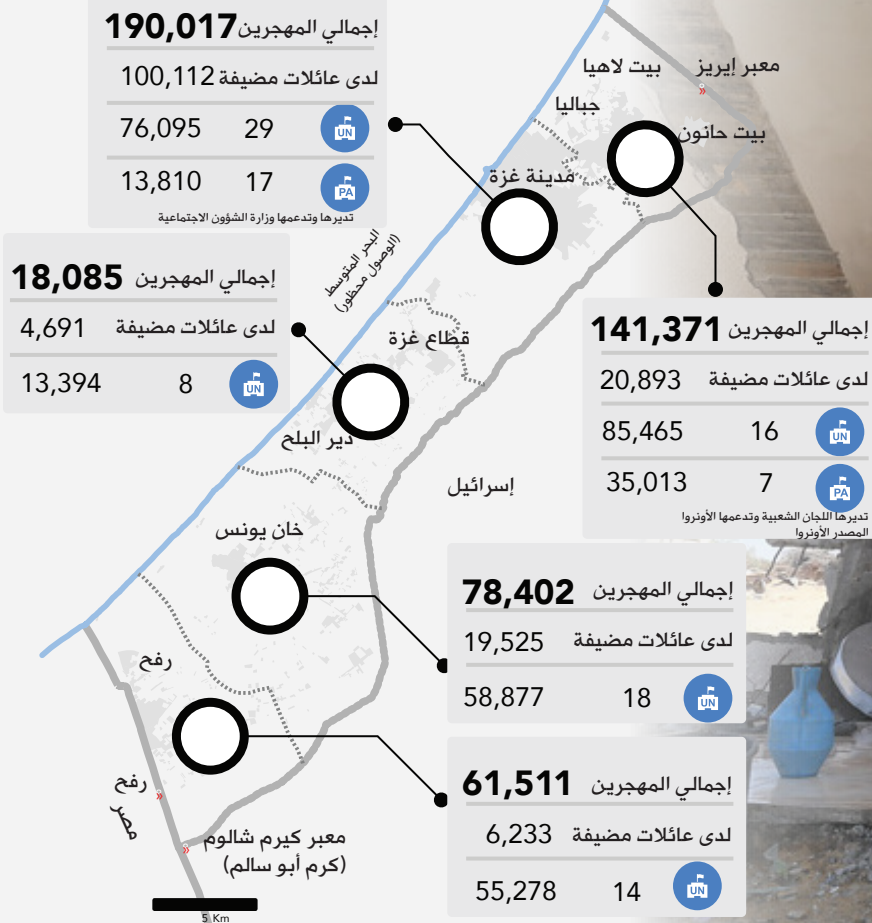 إجمالي المهجرين 190,017
لدى عائلات مضيفة 100,112
UN 29 76,095
PA 17 13,810
تديرها وتدعمها وزارة الشؤون الاجتماعية
معبر إيريز
بيت لاهيا
جباليا
بيت حانون
مدينة غزة
البحر المتوسط
(الوصول محظور)
إجمالي المهجرين 18,085
لدى عائلات مضيفة 4,691
UN 8 13,394
قطاع غزة
إجمالي المهجرين 141,371
لدى عائلات مضيفة 20,893
UN 16 85,465
PA 7 35,013
تديرها اللجان الشعبية وتدعمها الأونروا
المصدر الأونروا
دير البلح
إسرائيل
خان يونس
إجمالي المهجرين 78,402
لدى عائلات مضيفة 19,525
UN 18 58,877
رفح
إجمالي المهجرين 61,511
لدى عائلات مضيفة 6,233
UN 14 55,278
رفح
مصر
معبر كيرم شالوم
(كرم أبو سالم)
5 Km